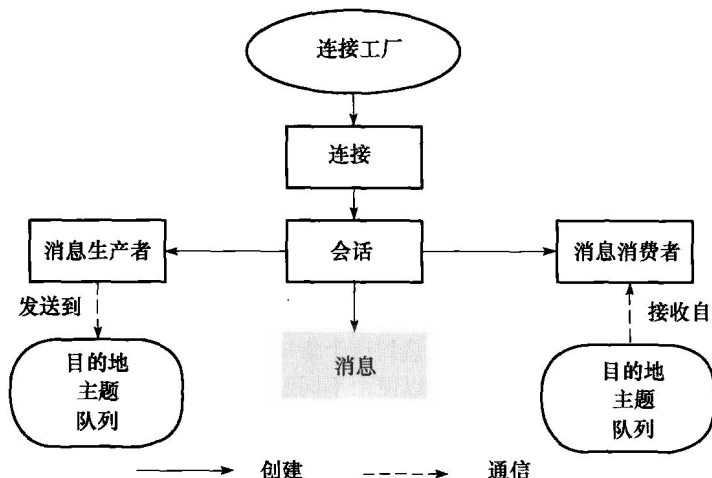 连接工厂
连接
消息生产者
会话
消息消费者
发送到
接收自
消息
目的地
主题
队列
目的地
主题
队列
创建
通信